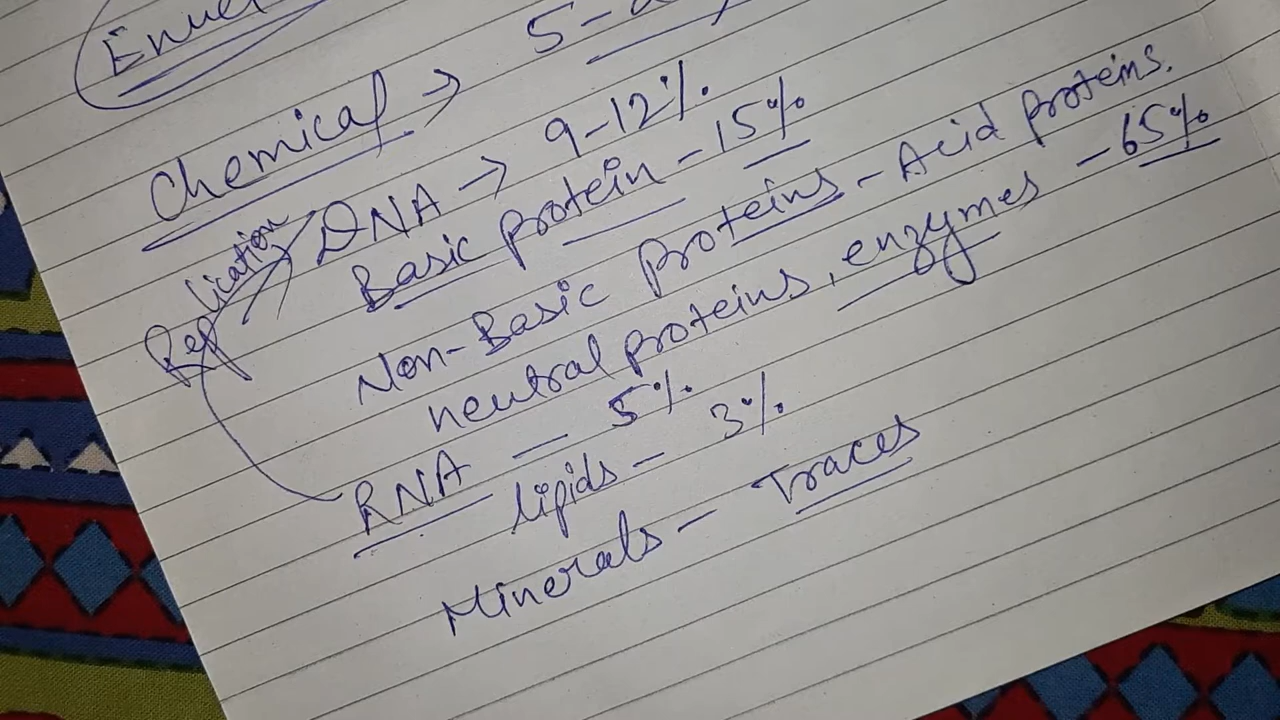 Chemical →
DNA → 9-12%.
Replication
Basic protein - 15%
Non-Basic Proteins - Acid proteins.
neutral proteins, enzymes - 65%
RNA — 5%.
lipids - 3%
Minerals - Traces